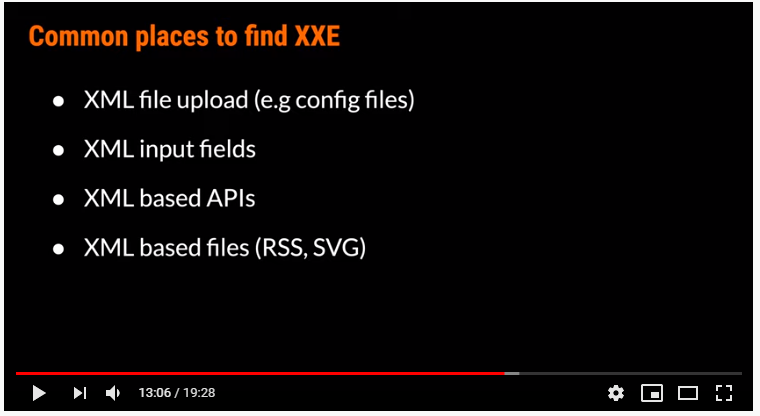 Common places to find XXE
● XML file upload (e.g config files)
● XML input fields
● XML based APIs
● XML based files (RSS, SVG)
13:06 / 19:28